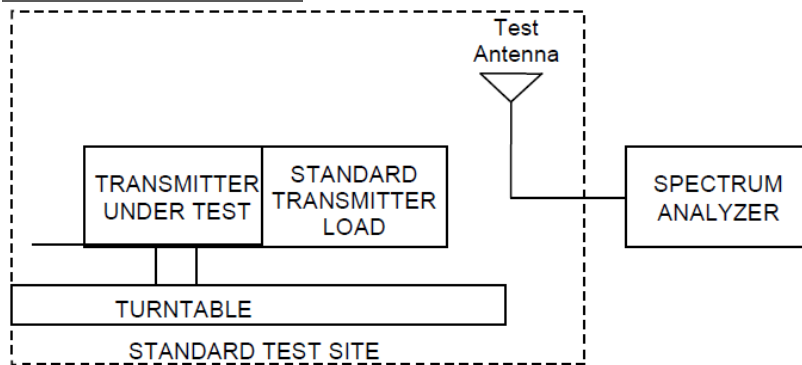 Test
Antenna
TRANSMITTER
UNDER TEST
STANDARD
TRANSMITTER
LOAD
SPECTRUM
ANALYZER
TURNTABLE
STANDARD TEST SITE